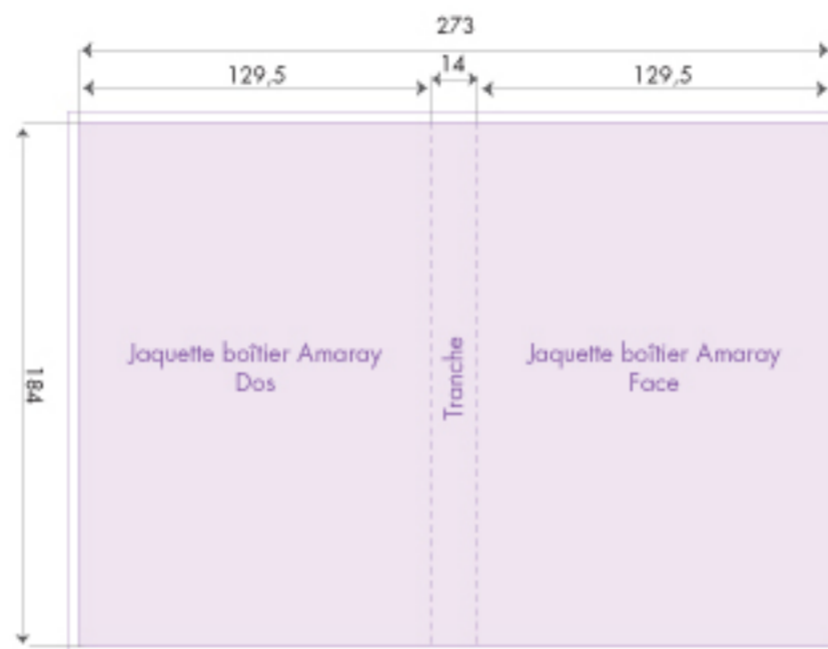 273
129,5
14
129,5
184
Jaquette boîtier Amaray
Dos
Tranche
Jaquette boîtier Amaray
Face